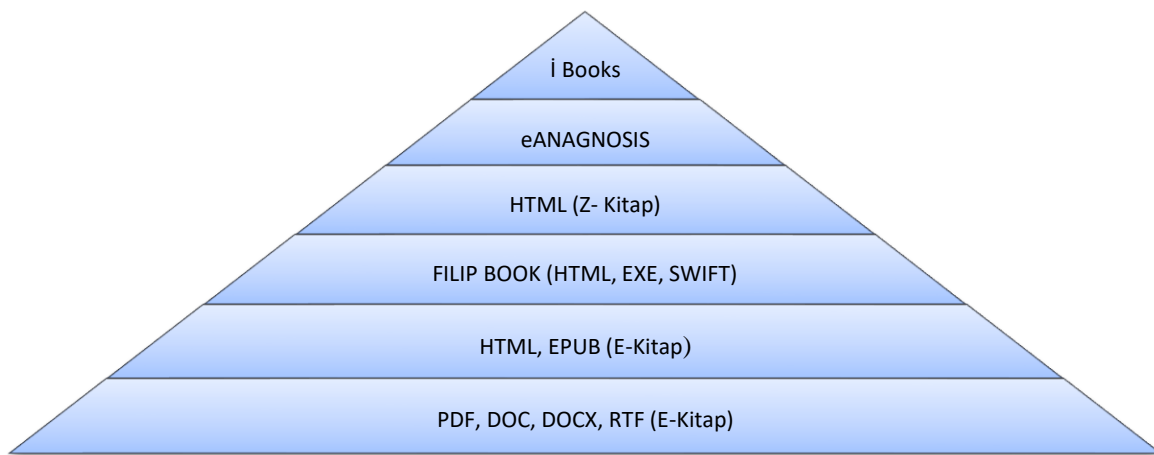 İ Books
eANAGNOSIS
HTML (Z- Kitap)
FILIP BOOK (HTML, EXE, SWIFT)
HTML, EPUB (E-Kitap)
PDF, DOC, DOCX, RTF (E-Kitap)